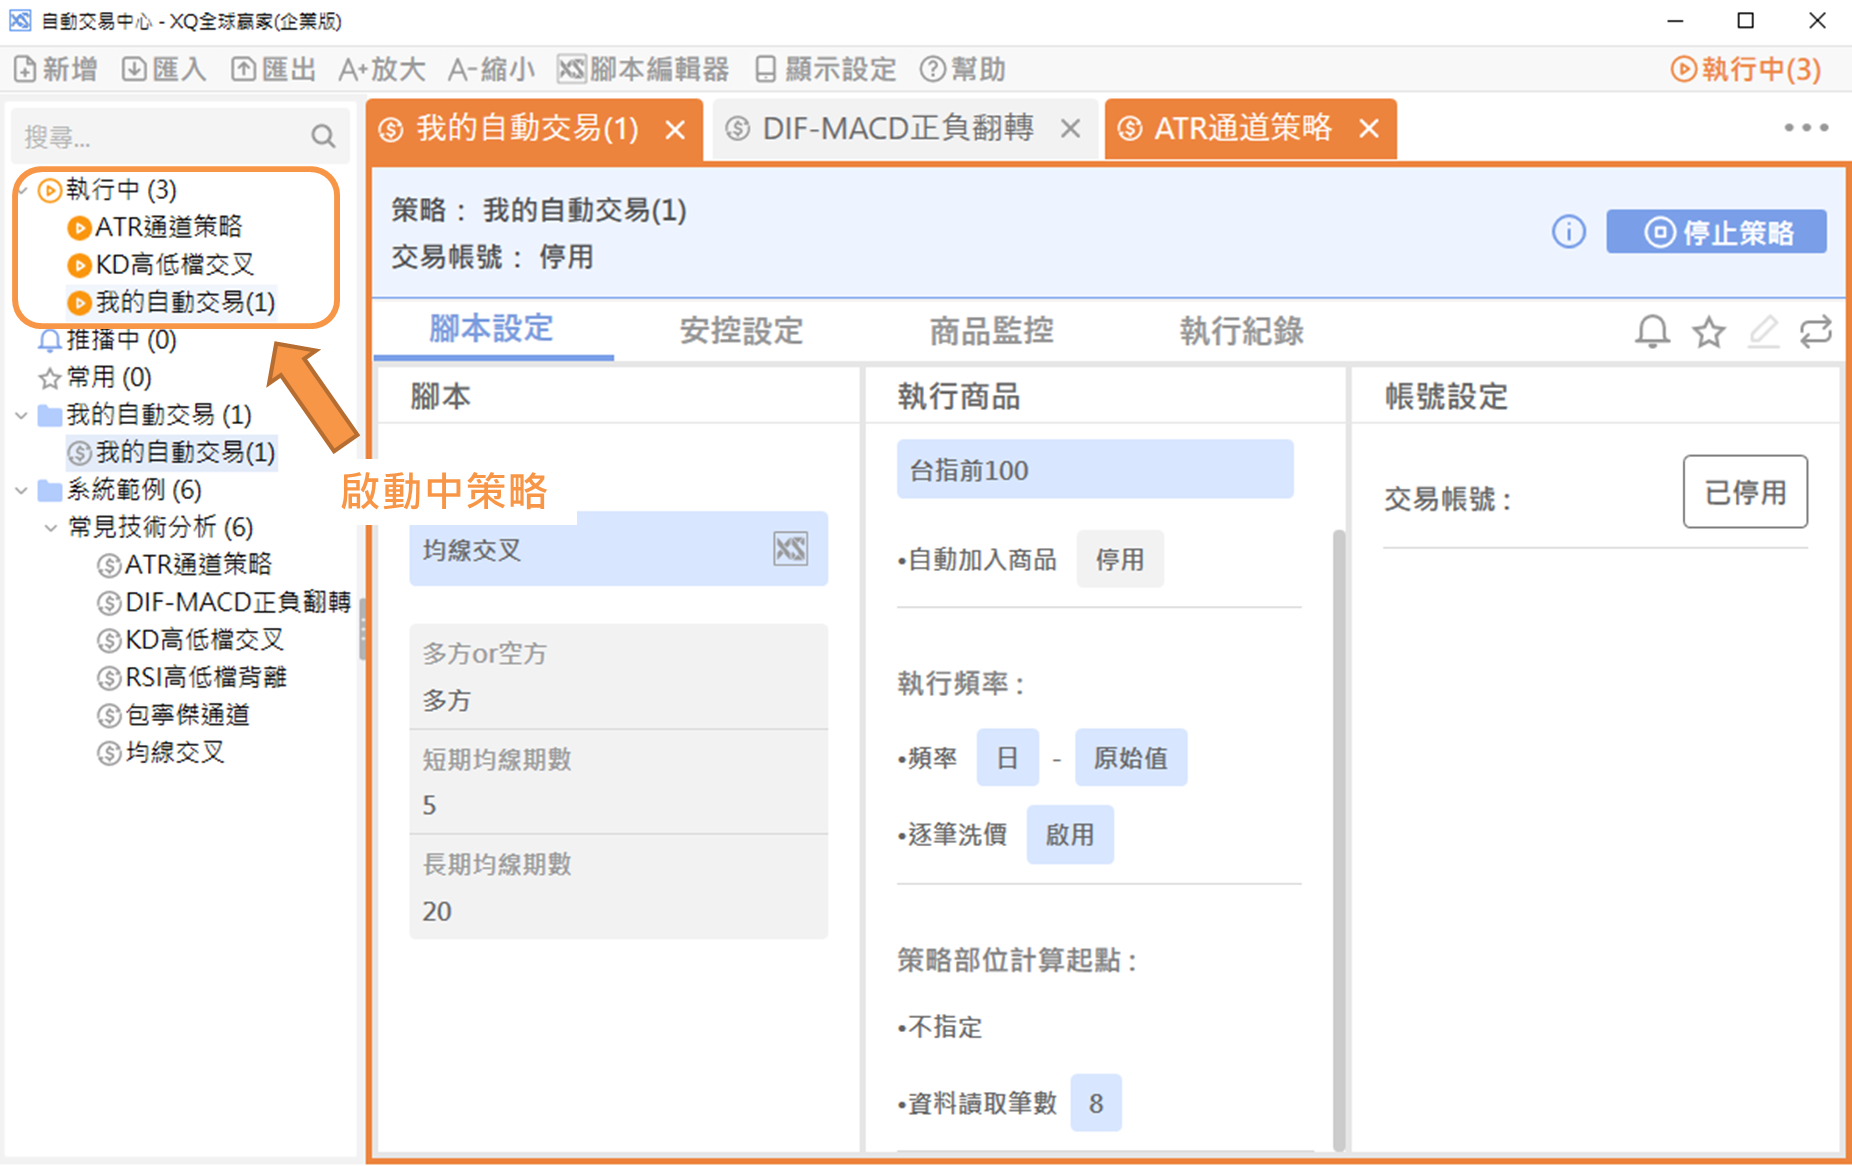 自動交易中心 - XQ全球贏家(企業版)
新增 匯入 匯出 A+放大 A-縮小 XS腳本編輯器 顯示設定 幫助 執行中(3)
搜尋...
我的自動交易(1) DIF-MACD正負翻轉 ATR通道策略
執行中 (3)
ATR通道策略
KD高低檔交叉
我的自動交易(1)
推播中 (0)
常用 (0)
我的自動交易 (1)
我的自動交易(1)
系統範例 (6)
常見技術分析 (6)
ATR通道策略
DIF-MACD正負翻轉
KD高低檔交叉
RSI高低檔背離
包寧傑通道
均線交叉
啟動中策略
策略： 我的自動交易(1)
交易帳號： 停用
停止策略
腳本設定 安控設定 商品監控 執行紀錄
腳本
均線交叉 XS
多方or空方
多方
短期均線期數
5
長期均線期數
20
執行商品
台指前100
•自動加入商品 停用
執行頻率：
•頻率 日 - 原始值
•逐筆洗價 啟用
策略部位計算起點：
•不指定
•資料讀取筆數 8
帳號設定
交易帳號： 已停用